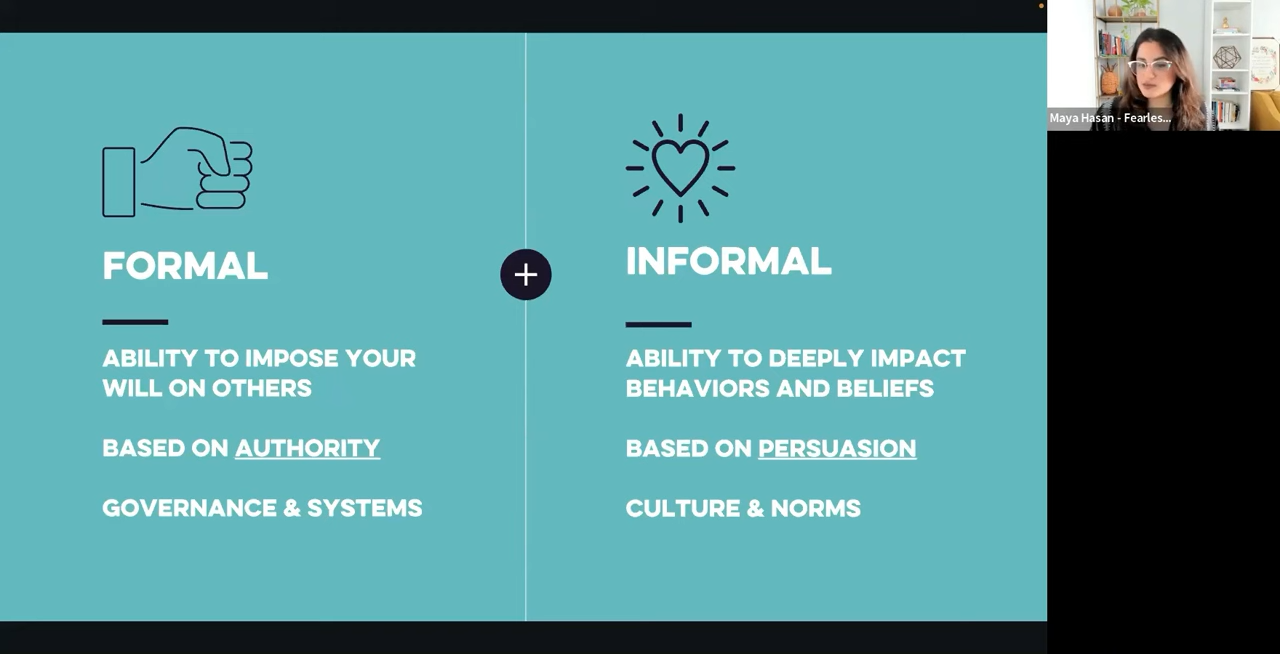 FORMAL
ABILITY TO IMPOSE YOUR
WILL ON OTHERS
BASED ON AUTHORITY
GOVERNANCE & SYSTEMS
+
INFORMAL
ABILITY TO DEEPLY IMPACT
BEHAVIORS AND BELIEFS
BASED ON PERSUASION
CULTURE & NORMS
Maya Hasan - Fearles...